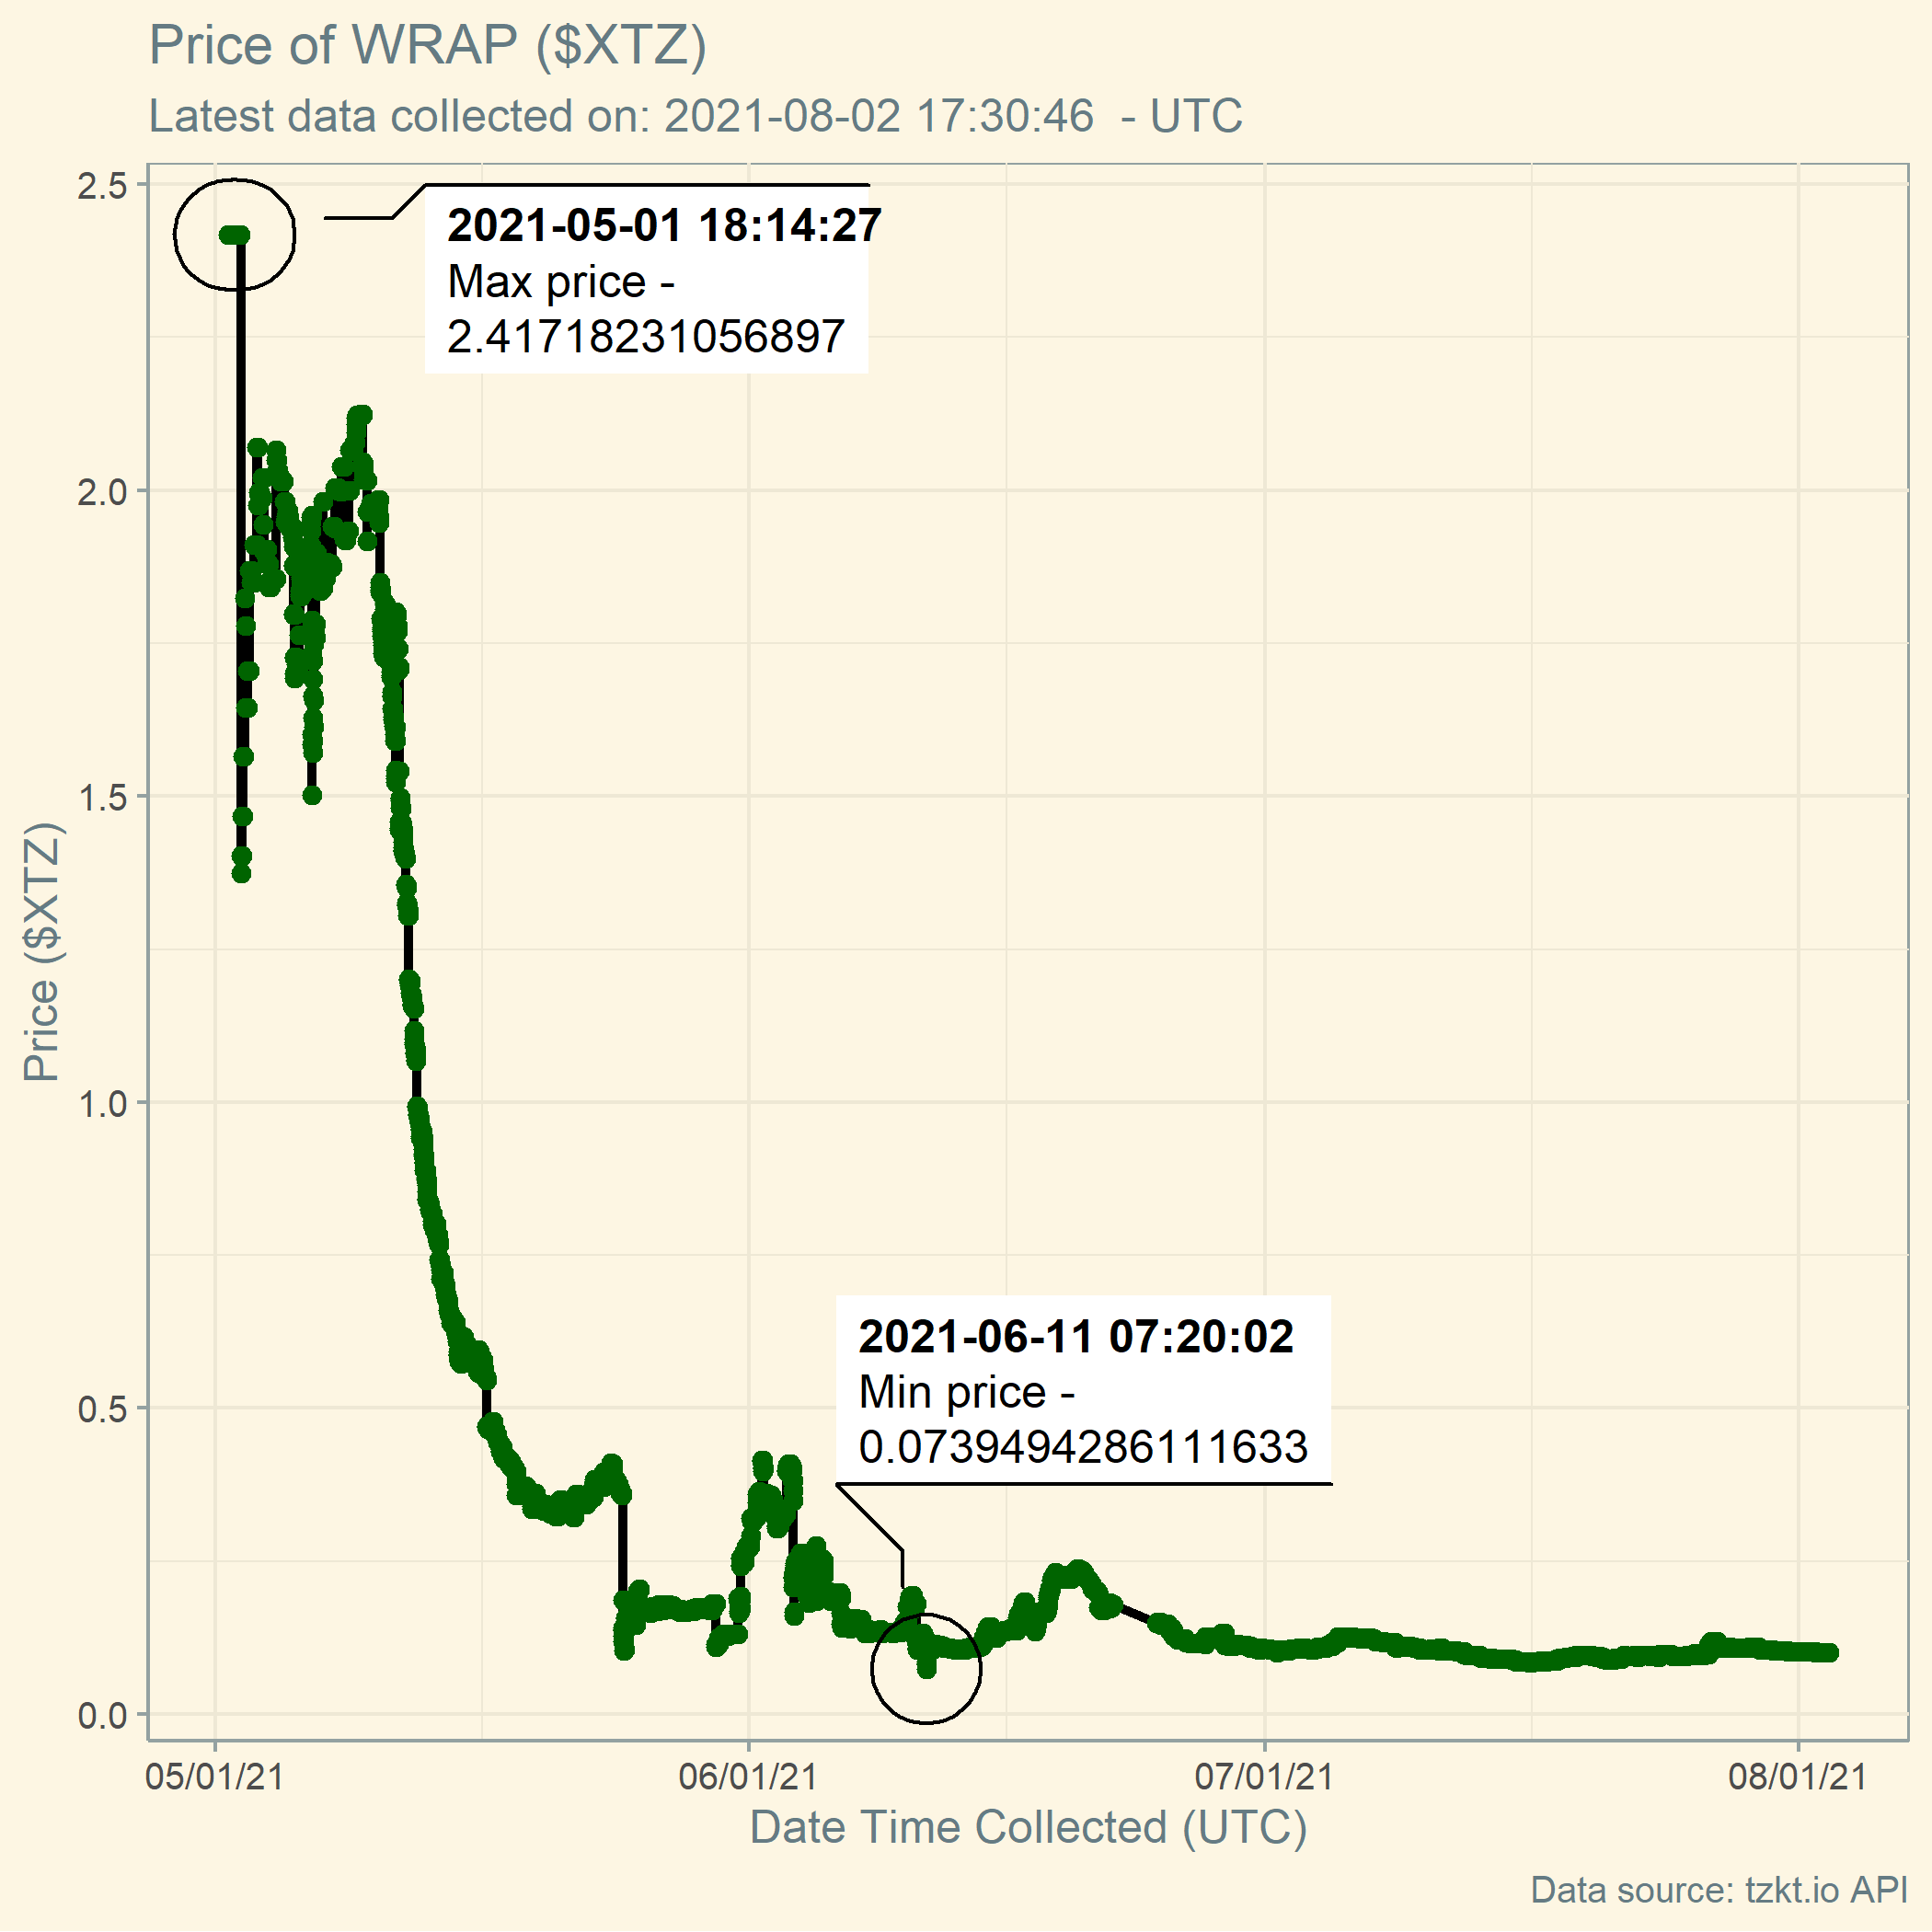 Price of WRAP ($XTZ)
Latest data collected on: 2021-08-02 17:30:46  - UTC
2.5
2.0
1.5
1.0
0.5
0.0
Price ($XTZ)
2021-05-01 18:14:27
Max price -
2.41718231056897
2021-06-11 07:20:02
Min price -
0.0739494286111633
05/01/21
06/01/21
07/01/21
08/01/21
Date Time Collected (UTC)
Data source: tzkt.io API